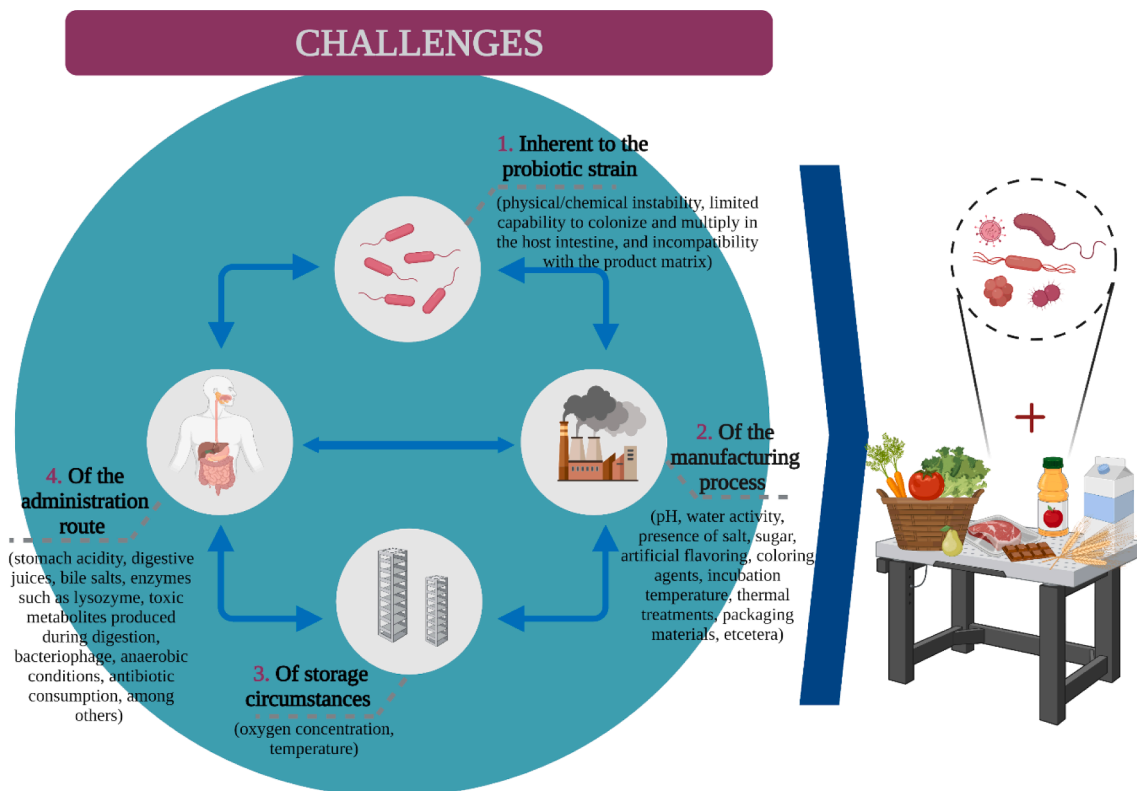 CHALLENGES
1. Inherent to the
probiotic strain
(physical/chemical instability, limited
capability to colonize and multiply in
the host intestine, and incompatibility
with the product matrix)
2. Of the
manufacturing
process
(pH, water activity,
presence of salt, sugar,
artificial flavoring, coloring
agents, incubation
temperature, thermal
treatments, packaging
materials, etcetera)
3. Of storage
circumstances
(oxygen concentration,
temperature)
4. Of the
administration
route
(stomach acidity, digestive
juices, bile salts, enzymes
such as lysozyme, toxic
metabolites produced
during digestion,
bacteriophage, anaerobic
conditions, antibiotic
consumption, among
others)
+